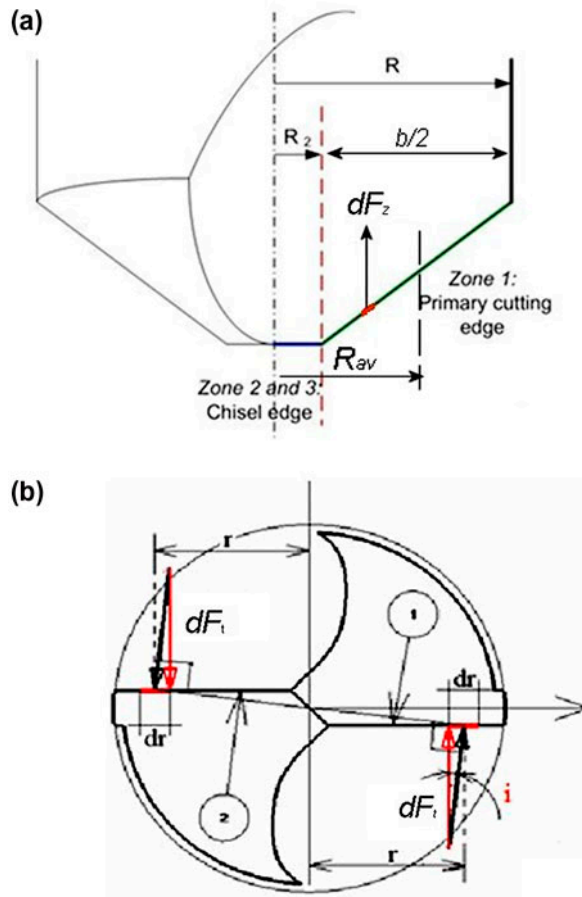 (a)
R
R 2
b/2
dFz
Zone 1:
Primary cutting
edge
Rav
Zone 2 and 3:
Chisel edge
(b)
r
dFt
1
dr
dr
2
dFt
i
r